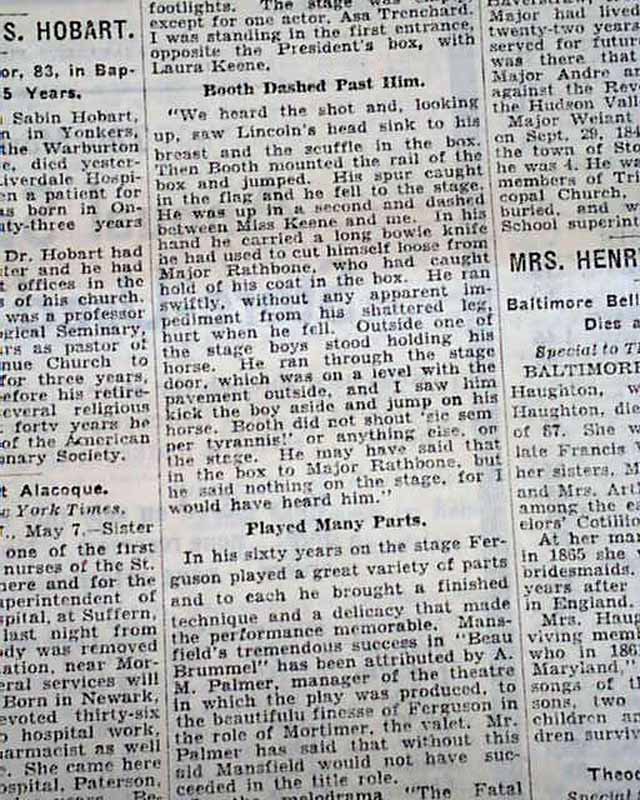 S. HOBART.
or, 83, in Bap-
5 Years.
Sabin Hobart,
n in Yonkers,
the Warburton
e, died yester-
Liverdale Hospi-
en a patient for
as born in On-
nty-three years
Dr. Hobart had
ter and he had
t offices in the
s of his church.
was a professor
ogical Seminary,
rs as pastor of
nue Church to
for three years,
efore his retire-
everal religious
forty years he
of the American
onary Society.
t Alacoque.
w York Times.
., May 7.—Sister
one of the first
nurses of the St.
here and for the
uperintendent of
spital, at Suffern,
last night from
ody was removed
ation, near Mor-
eral services will
Born in Newark,
evoted thirty-six
o hospital work,
harmacist as well
. She came here
ospital, Paterson,
footlights. The stage was
except for one actor, Asa Trenchard.
I was standing in the first entrance,
opposite the President's box, with
Laura Keene.
Booth Dashed Past Him.
"We heard the shot and, looking
up, saw Lincoln's head sink to his
breast and the scuffle in the box.
Then Booth mounted the rail of the
box and jumped. His spur caught
in the flag and he fell to the stage.
He was up in a second and dashed
between Miss Keene and me. In his
hand he carried a long bowie knife
he had used to cut himself loose from
Major Rathbone, who had caught
hold of his coat in the box. He ran
swiftly, without any apparent im-
pediment from his shattered leg,
hurt when he fell. Outside one of
the stage boys stood holding his
horse. He ran through the stage
door, which was on a level with the
pavement outside, and I saw him
kick the boy aside and jump on his
horse. Booth did not shout 'sic sem
per tyrannis!' or anything else, on
the stage. He may have said that
in the box to Major Rathbone, but
he said nothing on the stage, for I
would have heard him."
Played Many Parts.
In his sixty years on the stage Fer-
guson played a great variety of parts
and to each he brought a finished
technique and a delicacy that made
the performance memorable. Mans-
field's tremendous success in "Beau
Brummel" has been attributed by A.
M. Palmer, manager of the theatre
in which the play was produced, to
the beautifulu finesse of Ferguson in
the role of Mortimer, the valet. Mr.
Palmer has said that without this
aid Mansfield would not have suc-
ceeded in the title role.
melodrama "The Fatal
Major had lived
twenty-two years
served for futur
was there that
Major Andre an
against the Revo
the Hudson Vall
Major Weiant
on Sept. 29, 184
the town of Sto
he was 4. He wa
members of Tri
copal Church,
buried, and w
School superint
MRS. HENR
Baltimore Bell
Dies a
Special to T
BALTIMORE
Haughton, w
Haughton, die
of 87. She w
late Francis
her sisters, M
and Mrs. Art
among the ea
elors' Cotillio
At her mar
in 1865 she
bridesmaids.
years after
in England.
Mrs. Haug
viving mem
who in 186
Maryland,"
songs of t
sons, two
children an
dren surviv
Theo
Special